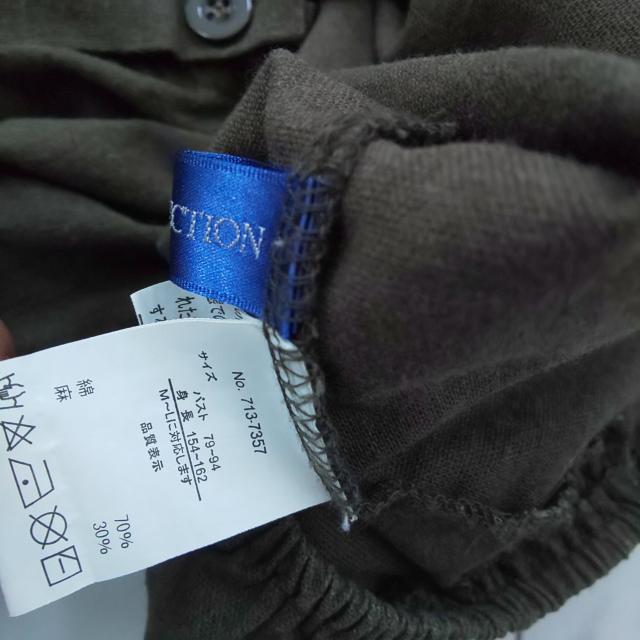 CTION
No. 713-7357
サイズ
バスト 79-94
身長 154-162
M〜Lに対応します
品質表示
綿 70%
麻 30%